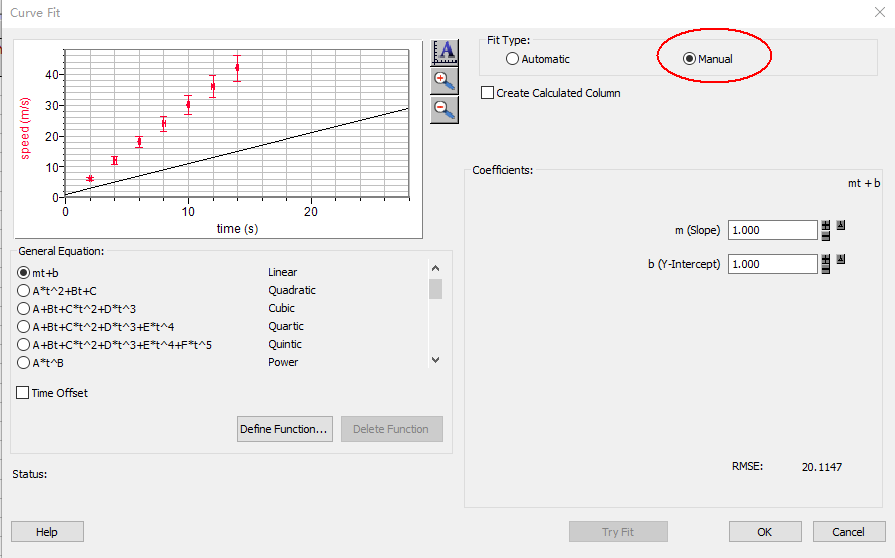 Curve Fit
speed (m/s)
40
30
20
10
0
0
10
20
time (s)
A
Fit Type:
Automatic
Manual
Create Calculated Column
Coefficients:
mt + b
m (Slope)
1.000
b (Y-Intercept)
1.000
General Equation:
mt+b Linear
A*t^2+Bt+C Quadratic
A+Bt+C*t^2+D*t^3 Cubic
A+Bt+C*t^2+D*t^3+E*t^4 Quartic
A+Bt+C*t^2+D*t^3+E*t^4+F*t^5 Quintic
A*t^B Power
Time Offset
Define Function...
Delete Function
RMSE: 20.1147
Status:
Help
Try Fit
OK
Cancel